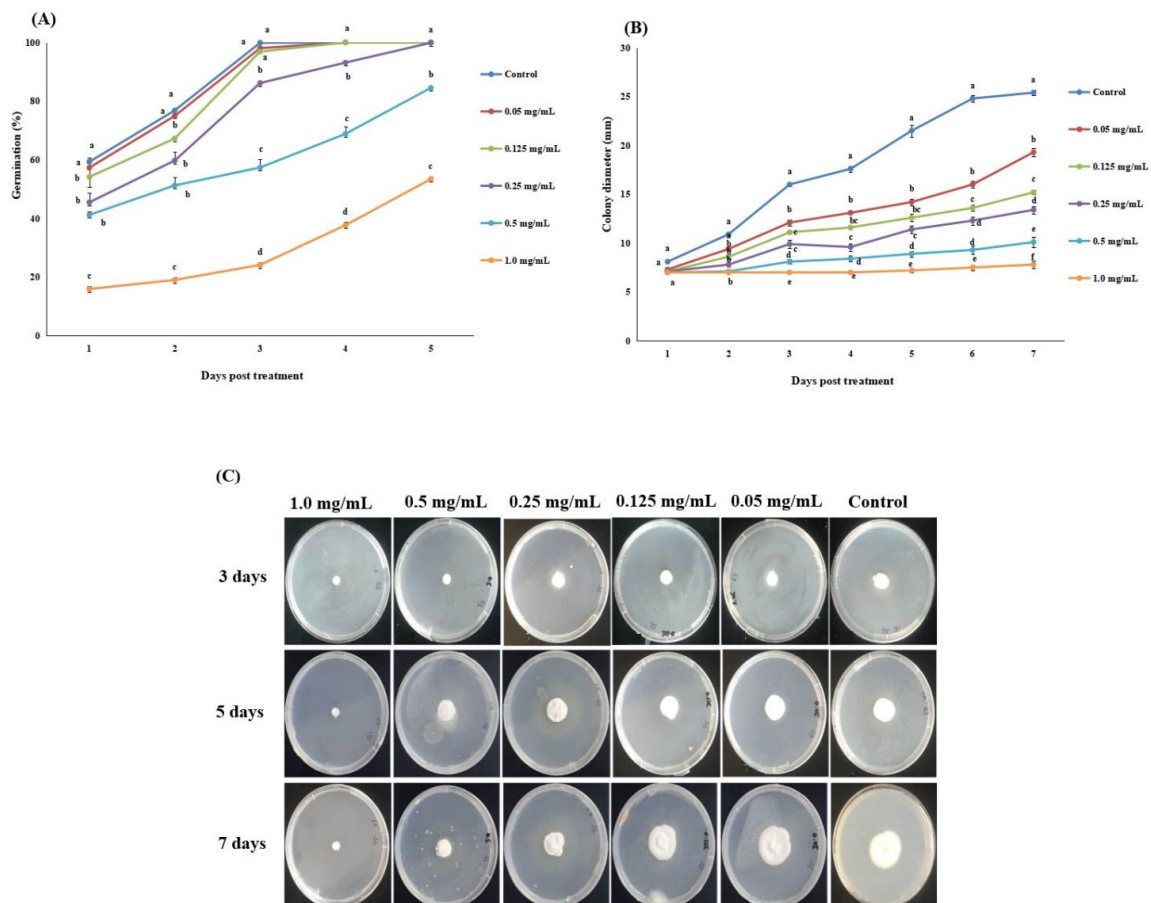 (A)
Germination (%)
100
80
60
40
20
0
a a a a
a
a a b b
a b b
a b c c
a b c
b b d
b
c c d
1 2 3 4 5
Days post treatment
Control
0.05 mg/mL
0.125 mg/mL
0.25 mg/mL
0.5 mg/mL
1.0 mg/mL
(B)
Colony diameter (mm)
30
25
20
15
10
5
0
a a a a a a a
b b b b b
b bc bc c c
b c c c d d
a d d d d e
a b e e e e f
1 2 3 4 5 6 7
Days post treatment
Control
0.05 mg/mL
0.125 mg/mL
0.25 mg/mL
0.5 mg/mL
1.0 mg/mL
(C)
1.0 mg/mL 0.5 mg/mL 0.25 mg/mL 0.125 mg/mL 0.05 mg/mL Control
3 days
5 days
7 days